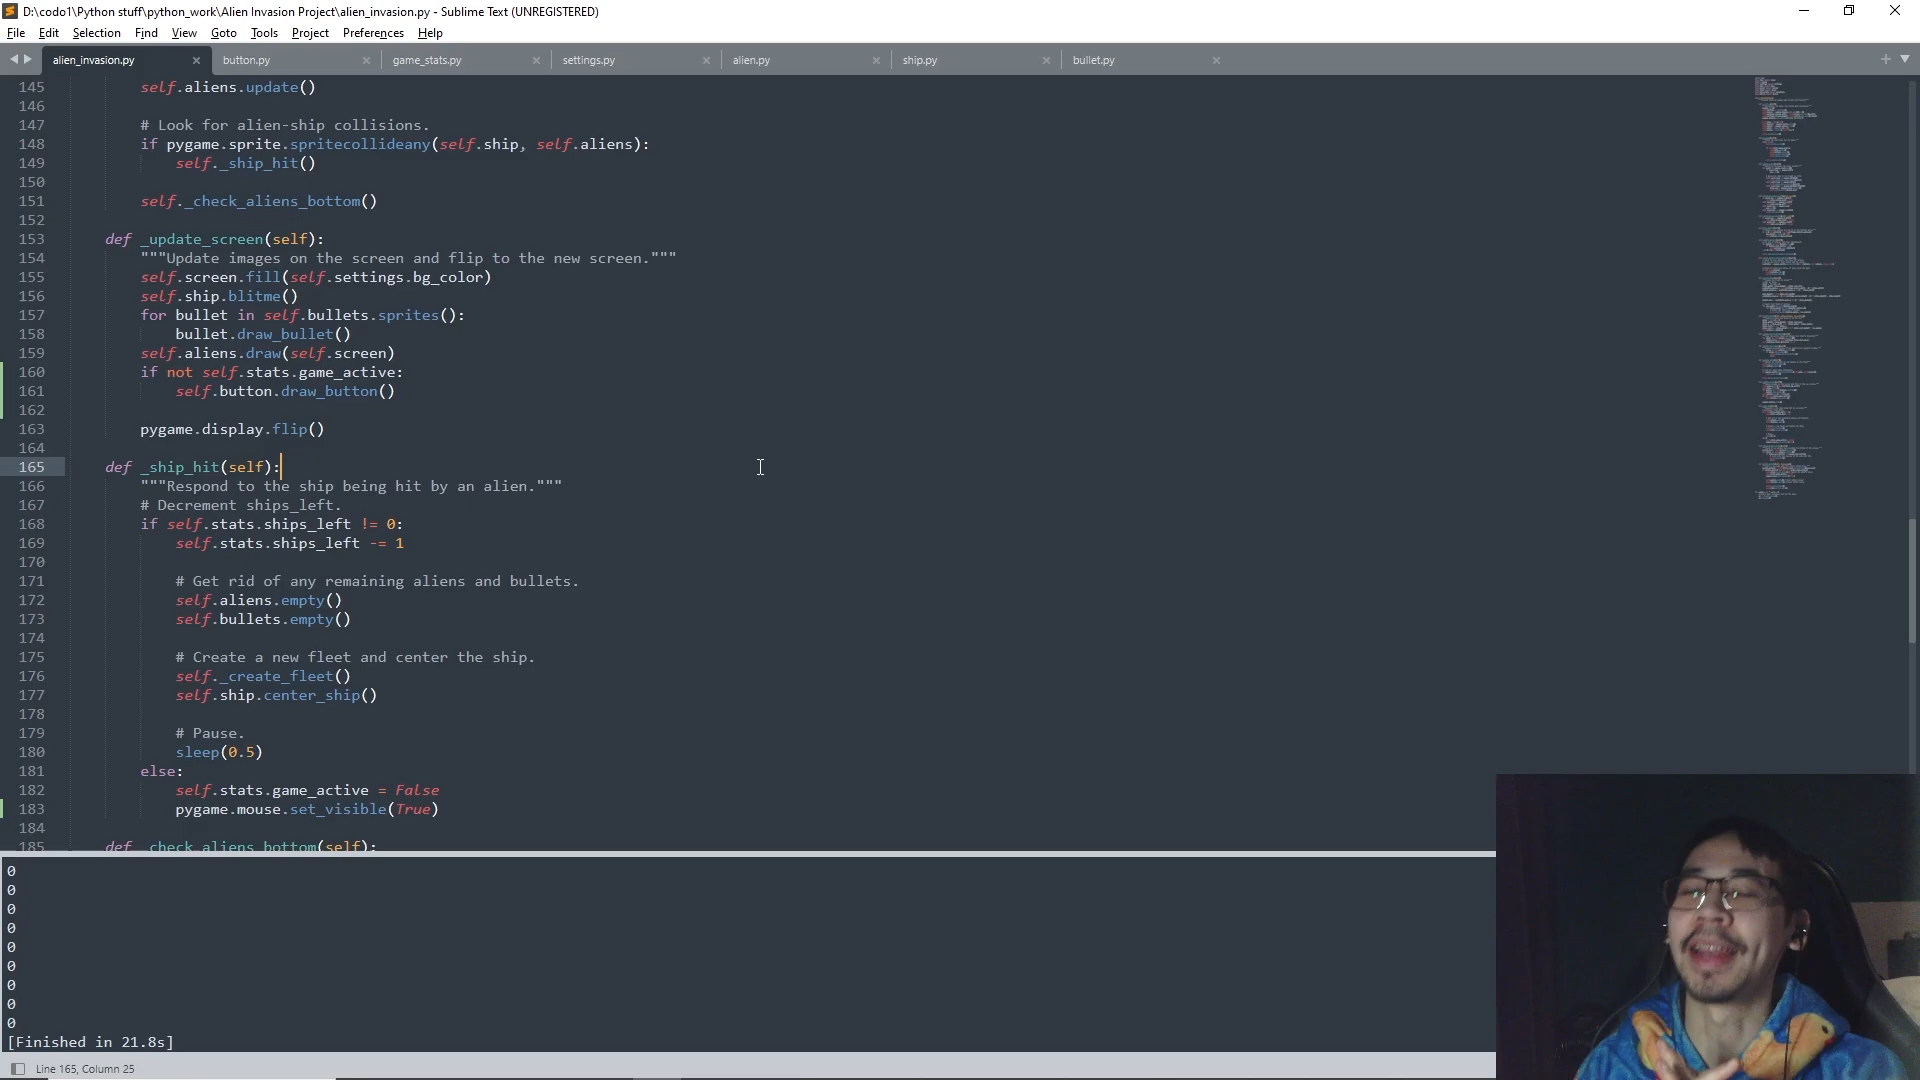 D:\codo1\Python stuff\python_work\Alien Invasion Project\alien_invasion.py - Sublime Text (UNREGISTERED)
File Edit Selection Find View Goto Tools Project Preferences Help
alien_invasion.py × button.py × game_stats.py × settings.py × alien.py × ship.py × bullet.py ×
145 self.aliens.update()
146
147 # Look for alien-ship collisions.
148 if pygame.sprite.spritecollideany(self.ship, self.aliens):
149 self._ship_hit()
150
151 self._check_aliens_bottom()
152
153 def _update_screen(self):
154 """Update images on the screen and flip to the new screen."""
155 self.screen.fill(self.settings.bg_color)
156 self.ship.blitme()
157 for bullet in self.bullets.sprites():
158 bullet.draw_bullet()
159 self.aliens.draw(self.screen)
160 if not self.stats.game_active:
161 self.button.draw_button()
162
163 pygame.display.flip()
164
165 def _ship_hit(self):
166 """Respond to the ship being hit by an alien."""
167 # Decrement ships_left.
168 if self.stats.ships_left != 0:
169 self.stats.ships_left -= 1
170
171 # Get rid of any remaining aliens and bullets.
172 self.aliens.empty()
173 self.bullets.empty()
174
175 # Create a new fleet and center the ship.
176 self._create_fleet()
177 self.ship.center_ship()
178
179 # Pause.
180 sleep(0.5)
181 else:
182 self.stats.game_active = False
183 pygame.mouse.set_visible(True)
184
185 def _check_aliens_bottom(self):
0
0
0
0
0
0
0
0
0
[Finished in 21.8s]
Line 165, Column 25